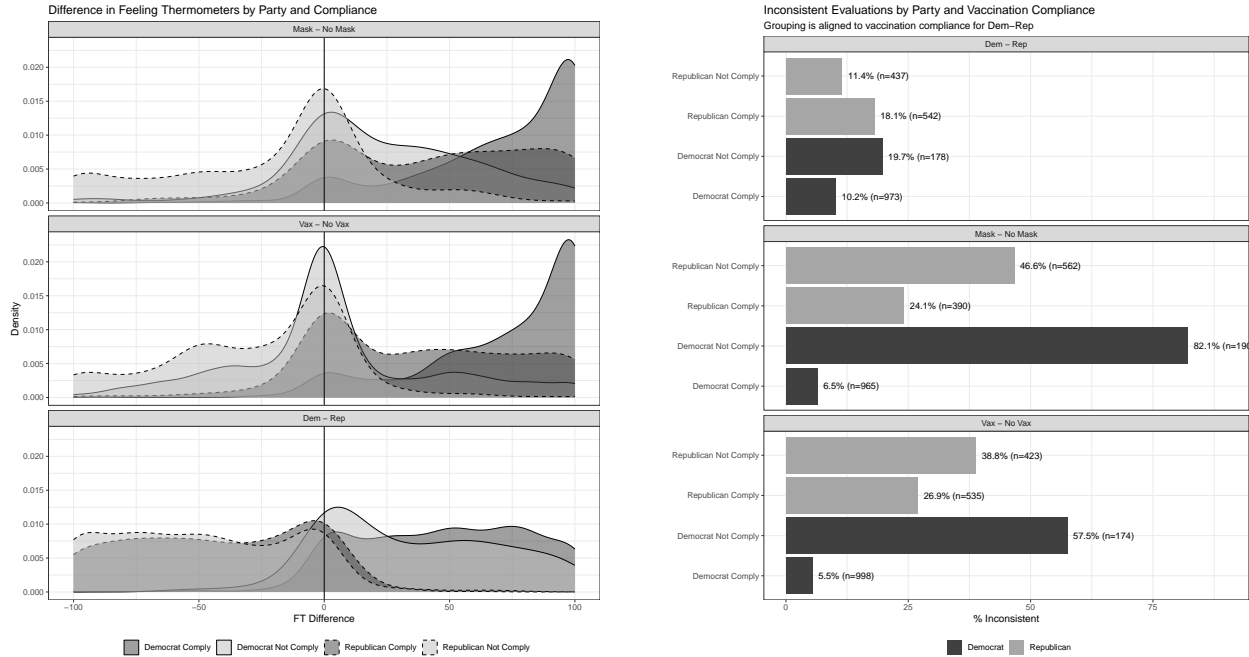 Difference in Feeling Thermometers by Party and Compliance
Mask − No Mask
0.020
0.015
0.010
0.005
0.000
Vax − No Vax
0.020
0.015
0.010
0.005
0.000
Density
Dem − Rep
0.020
0.015
0.010
0.005
0.000
−100
−50
0
50
100
FT Difference
Democrat Comply
Democrat Not Comply
Republican Comply
Republican Not Comply
Inconsistent Evaluations by Party and Vaccination Compliance
Grouping is aligned to vaccination compliance for Dem−Rep
Dem − Rep
Republican Not Comply
11.4% (n=437)
Republican Comply
18.1% (n=542)
Democrat Not Comply
19.7% (n=178)
Democrat Comply
10.2% (n=973)
Mask − No Mask
Republican Not Comply
46.6% (n=562)
Republican Comply
24.1% (n=390)
Democrat Not Comply
82.1% (n=190
Democrat Comply
6.5% (n=965)
Vax − No Vax
Republican Not Comply
38.8% (n=423)
Republican Comply
26.9% (n=535)
Democrat Not Comply
57.5% (n=174)
Democrat Comply
5.5% (n=998)
0
25
50
75
% Inconsistent
Democrat
Republican